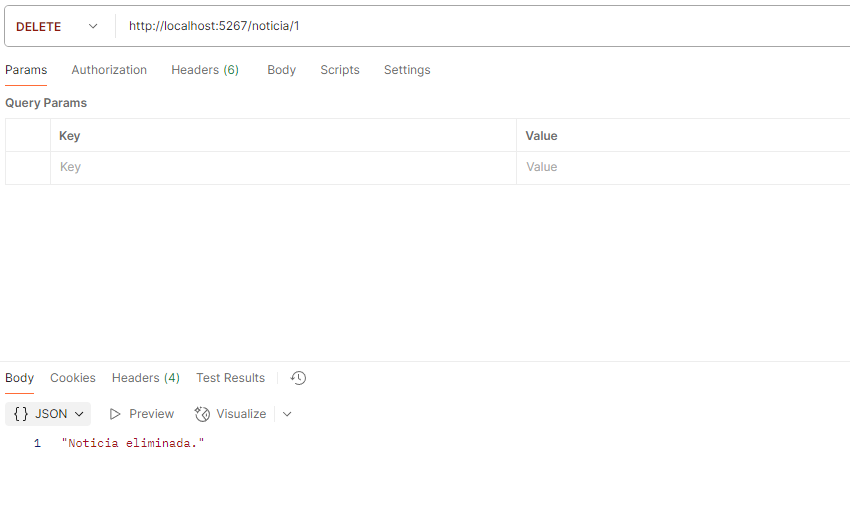 DELETE http://localhost:5267/noticia/1
Params Authorization Headers (6) Body Scripts Settings
Query Params
Key Value
Key Value
Body Cookies Headers (4) Test Results
{ } JSON Preview Visualize
1 "Noticia eliminada."